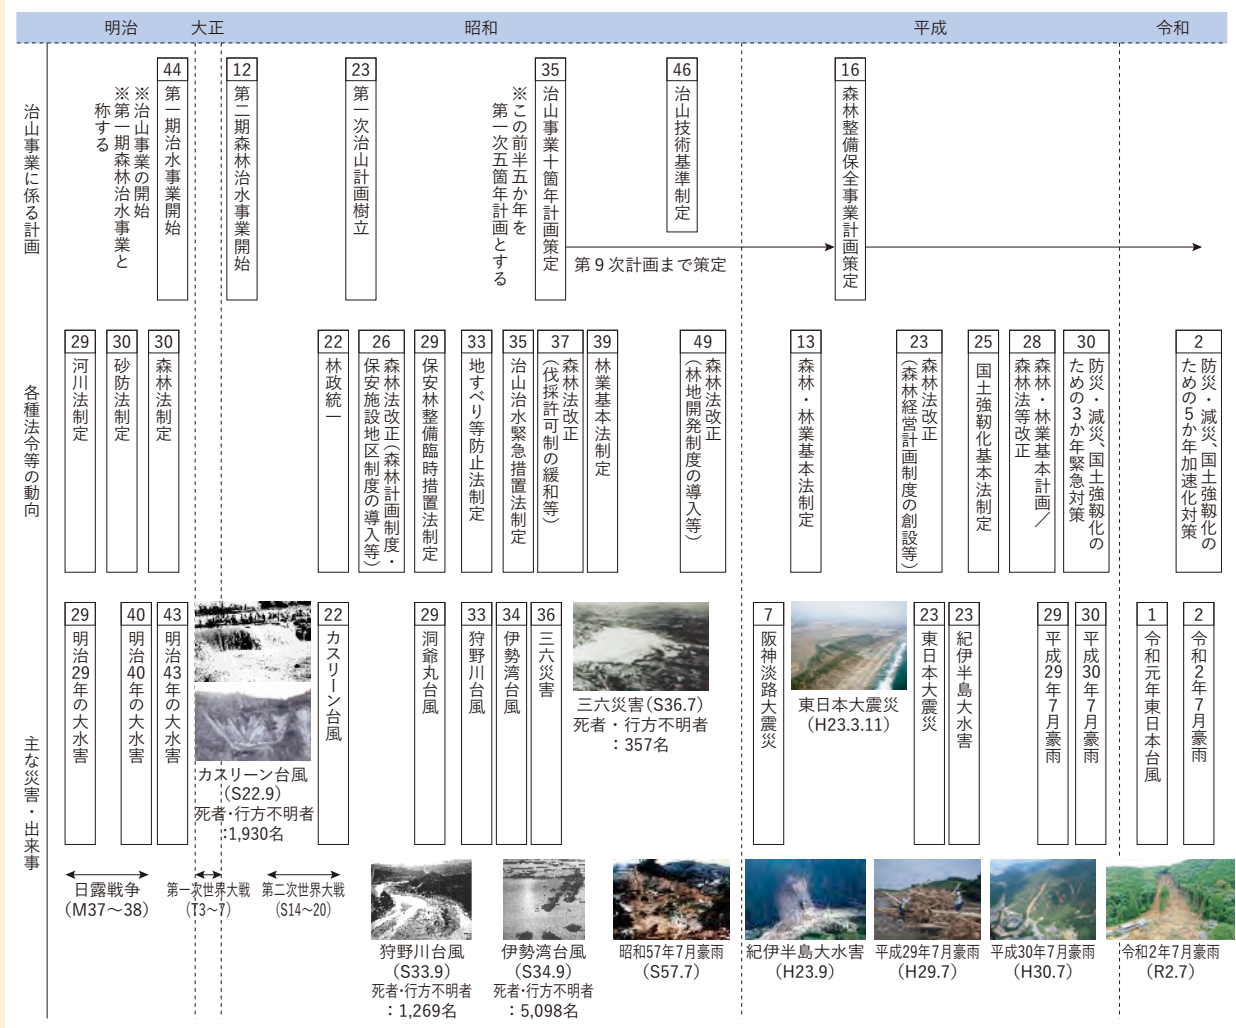 明治
大正
昭和
平成
令和
治山事業に係る計画
44
第一期治水事業開始
※治山事業の開始
※第一期森林治水事業と
称する
12
第二期森林治水事業開始
23
第一次治山計画樹立
35
治山事業十箇年計画策定
※この前半五か年を
第一次五箇年計画とする
46
治山技術基準制定
第9次計画まで策定
16
森林整備保全事業計画策定
各種法令等の動向
29
河川法制定
30
砂防法制定
30
森林法制定
22
林政統一
26
森林法改正(森林計画制度・
保安施設地区制度の導入等)
29
保安林整備臨時措置法制定
33
地すべり等防止法制定
35
治山治水緊急措置法制定
37
森林法改正
(伐採許可制の緩和等)
39
林業基本法制定
49
森林法改正
(林地開発制度の導入等)
13
森林・林業基本法制定
23
森林法改正
(森林経営計画制度の創設等)
25
国土強靱化基本法制定
28
森林・林業基本計画/
森林法等改正
30
防災・減災、国土強靱化の
ための3か年緊急対策
2
防災・減災、国土強靱化の
ための5か年加速化対策
主な災害・出来事
29
明治29年の大水害
40
明治40年の大水害
43
明治43年の大水害
カスリーン台風
(S22.9)
死者・行方不明者
:1,930名
22
カスリーン台風
29
洞爺丸台風
33
狩野川台風
34
伊勢湾台風
36
三六災害
三六災害(S36.7)
死者・行方不明者
:357名
7
阪神淡路大震災
東日本大震災
(H23.3.11)
23
東日本大震災
23
紀伊半島大水害
29
平成29年7月豪雨
30
平成30年7月豪雨
1
令和元年東日本台風
2
令和2年7月豪雨
日露戦争
(M37〜38)
第一次世界大戦
(T3〜7)
第二次世界大戦
(S14〜20)
狩野川台風
(S33.9)
死者・行方不明者
:1,269名
伊勢湾台風
(S34.9)
死者・行方不明者
:5,098名
昭和57年7月豪雨
(S57.7)
紀伊半島大水害
(H23.9)
平成29年7月豪雨
(H29.7)
平成30年7月豪雨
(H30.7)
令和2年7月豪雨
(R2.7)